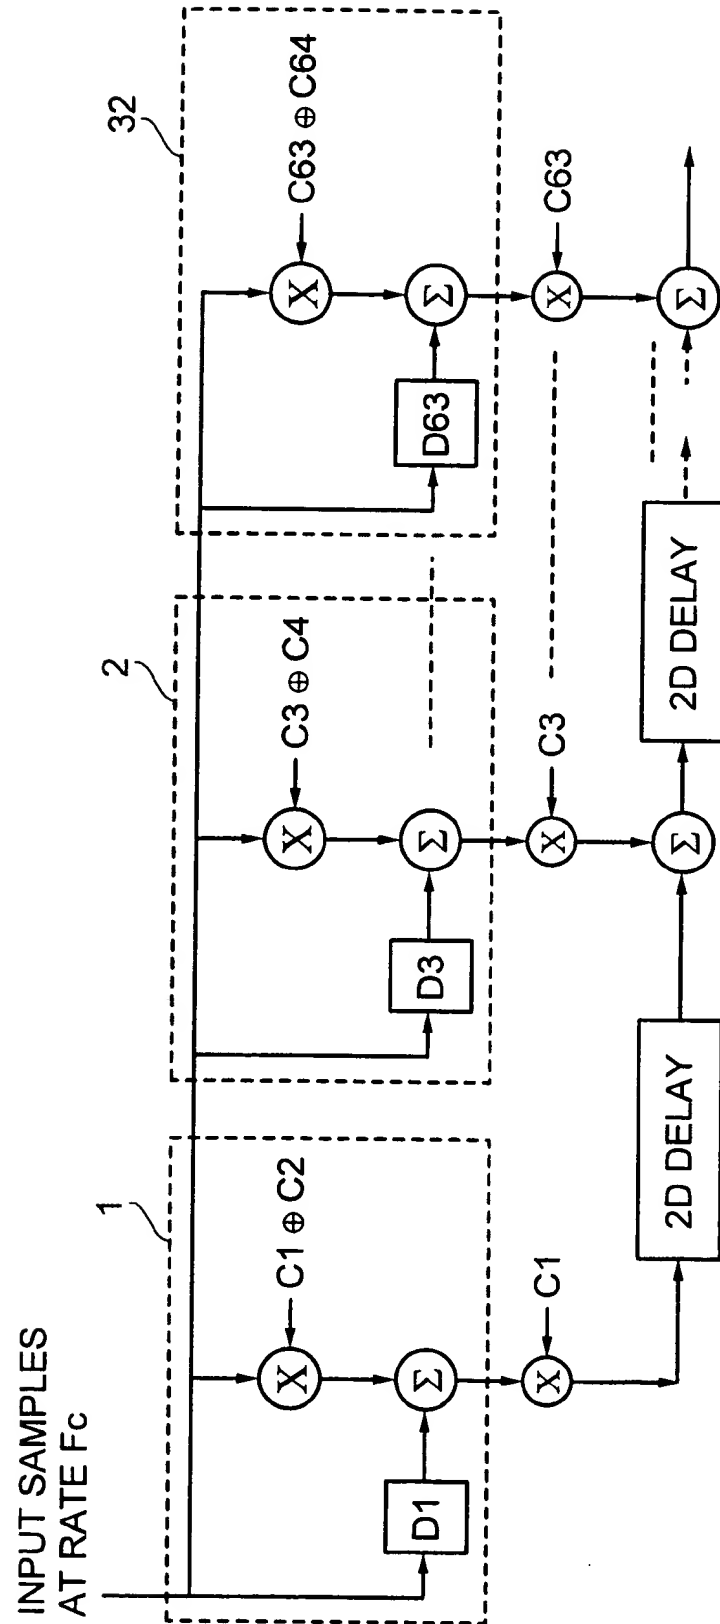 INPUT SAMPLES
AT RATE Fc
1
2
32
X
C1 ⊕ C2
X
C3 ⊕ C4
X
C63 ⊕ C64
D1
Σ
D3
Σ
D63
Σ
X
C1
X
C3
X
C63
2D DELAY
Σ
2D DELAY
Σ